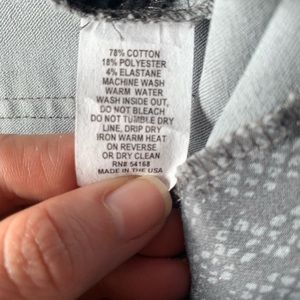 78% COTTON
18% POLYESTER
4% ELASTANE
MACHINE WASH
WARM WATER
WASH INSIDE OUT,
DO NOT BLEACH
DO NOT TUMBLE DRY
LINE, DRIP DRY
IRON WARM HEAT
ON REVERSE
OR DRY CLEAN
RN# 54168
MADE IN THE USA